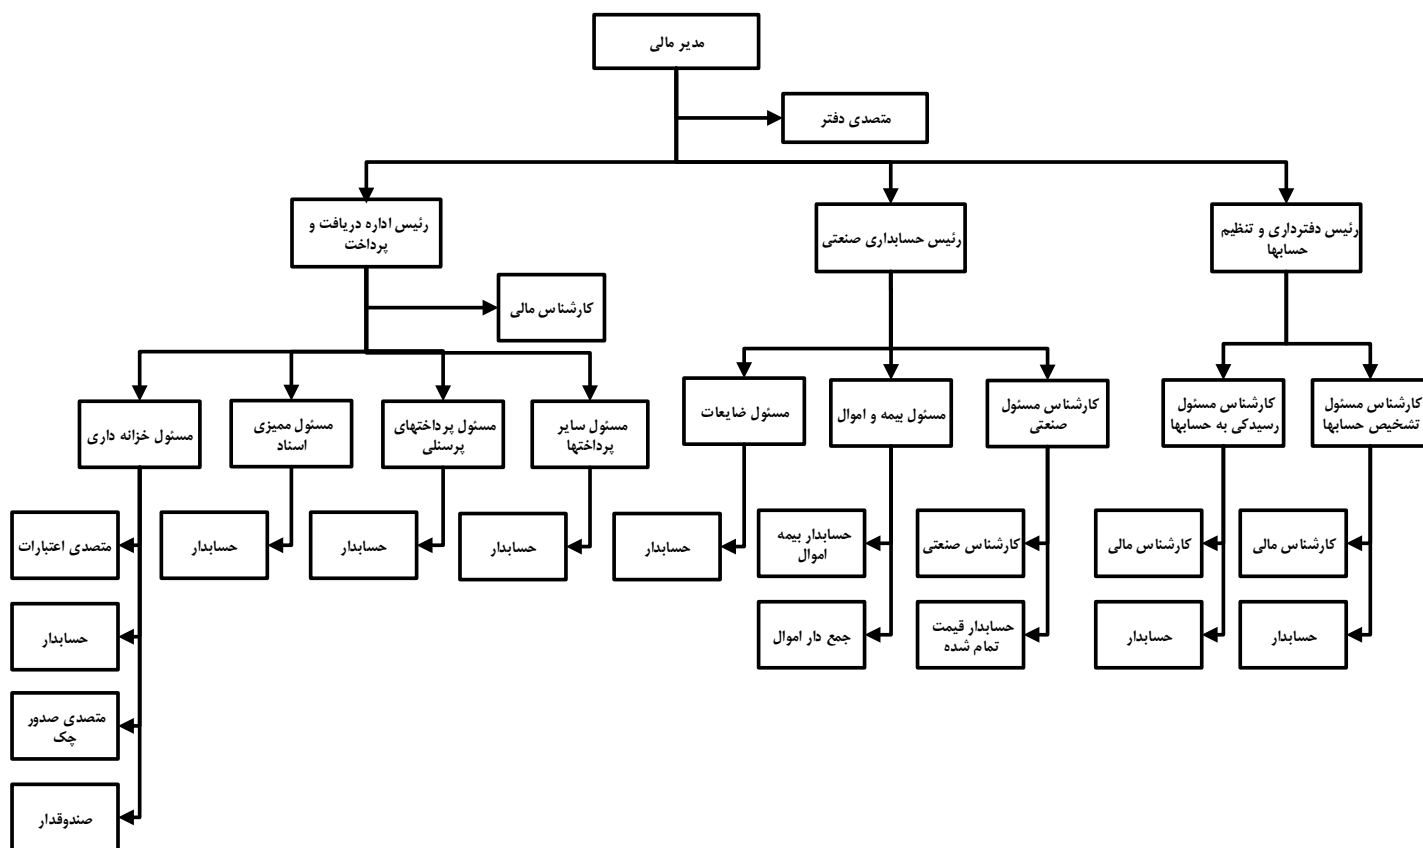 مدیر مالی
متصدی دفتر
رئیس دفترداری و تنظیم
حسابها
رئیس حسابداری صنعتی
رئیس اداره دریافت و
پرداخت
کارشناس مالی
کارشناس مسئول
تشخیص حسابها
کارشناس مسئول
رسیدکی به حسابها
کارشناس مسئول
صنعتی
مسئول بیمه و اموال
مسئول ضایعات
مسئول سایر
پرداختها
مسئول پرداختهای
پرسنلی
مسئول ممیزی
اسناد
مسئول خزانه داری
کارشناس مالی
کارشناس مالی
کارشناس صنعتی
حسابدار بیمه
اموال
حسابدار
حسابدار
حسابدار
حسابدار
متصدی اعتبارات
حسابدار
حسابدار
حسابدار قیمت
تمام شده
جمع دار اموال
حسابدار
متصدی صدور
چک
صندوقدار